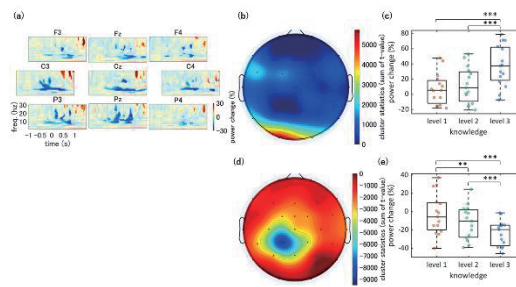 (a)
F3 Fz F4
C3 Cz C4
P3 Pz P4
freq. (hz)
30
20
10
-1 -0.5 0 0.5 1
time (s)
30
0
-30
power change (%)
(b)
5000
4000
3000
2000
1000
0
cluster statistics (sum of t-value)
(c)
***
***
80
60
40
20
0
-20
power change (%)
level 1 level 2 level 3
knowledge
(d)
0
-1000
-2000
-3000
-4000
-5000
-6000
-7000
-8000
-9000
cluster statistics (sum of t-value)
(e)
***
**
***
40
20
0
-20
-40
power change (%)
level 1 level 2 level 3
knowledge